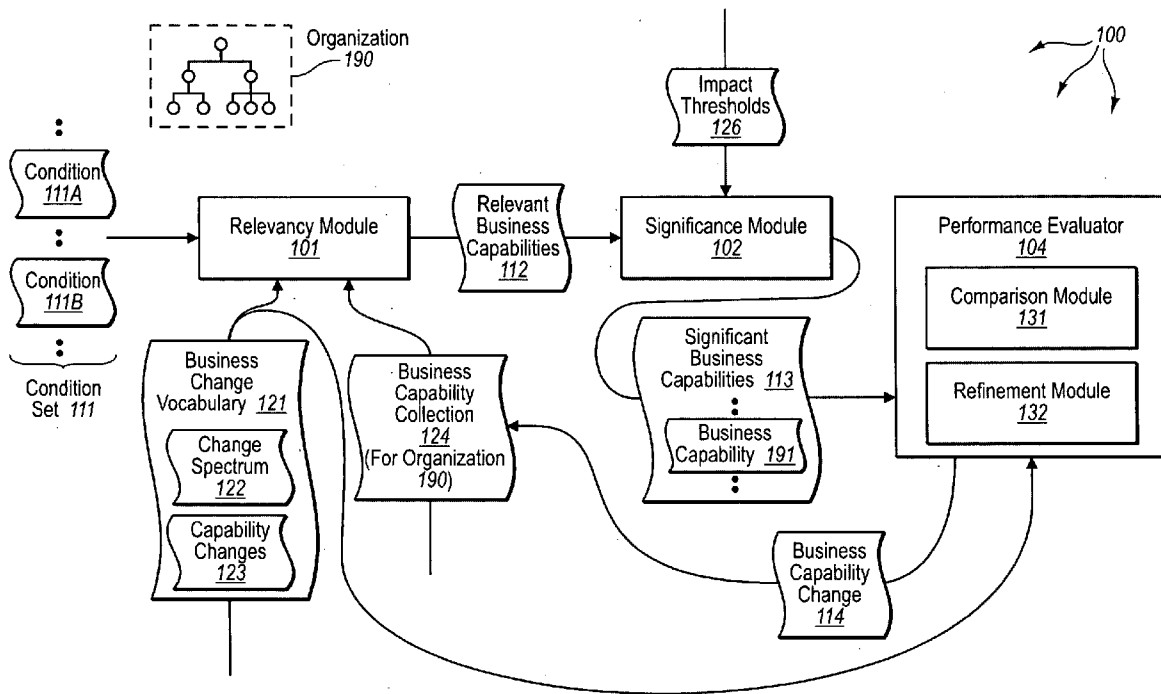 Organization
190
100
Impact
Thresholds
126
Condition
111A
Condition
111B
Condition
Set 111
Relevancy Module
101
Relevant
Business
Capabilities
112
Significance Module
102
Performance Evaluator
104
Comparison Module
131
Refinement Module
132
Business
Change
Vocabulary 121
Change
Spectrum
122
Capability
Changes
123
Business
Capability
Collection
124
(For Organization
190)
Significant
Business
Capabilities 113
Business
Capability 191
Business
Capability
Change
114